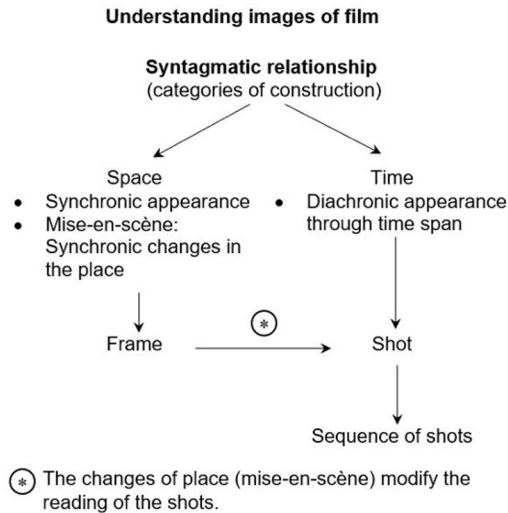 Understanding images of film
Syntagmatic relationship
(categories of construction)
Space
• Synchronic appearance
• Mise-en-scène:
Synchronic changes in
the place
Time
• Diachronic appearance
through time span
Frame
*
Shot
Sequence of shots
* The changes of place (mise-en-scène) modify the
reading of the shots.